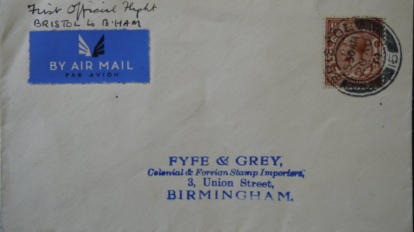 First Official Flight
BRISTOL to B'HAM
BY AIR MAIL
PAR AVION
FYFE & GREY,
Colonial & Foreign Stamp Importers,
3, Union Street,
BIRMINGHAM.